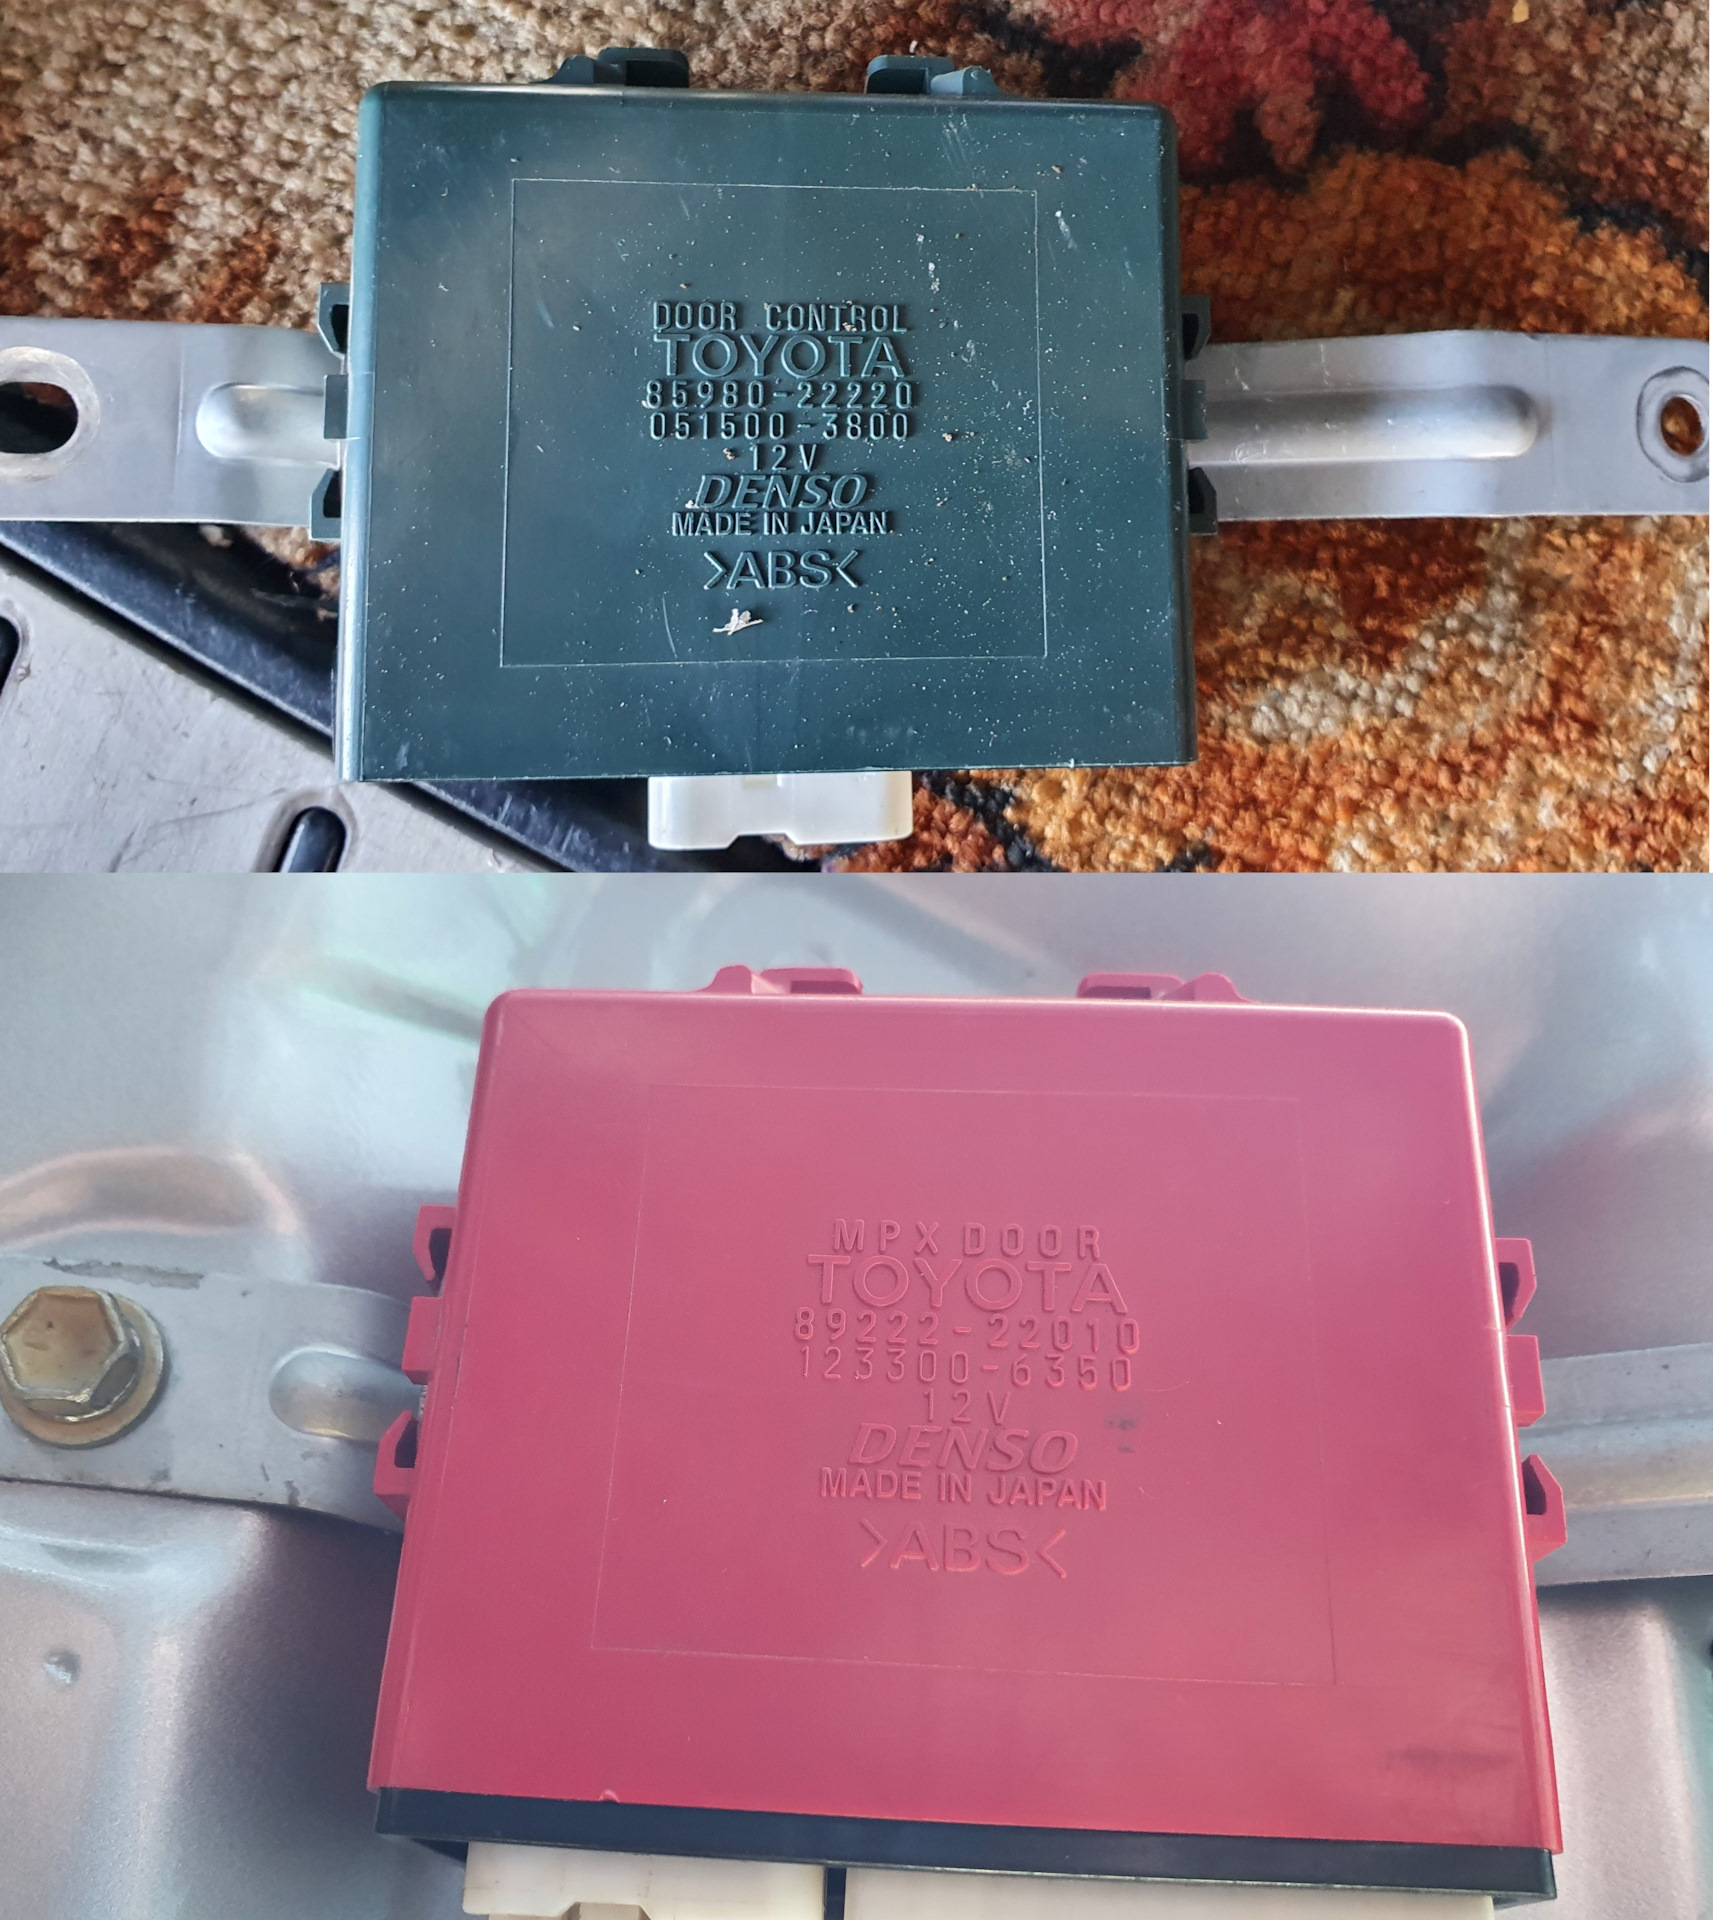 DOOR CONTROL
TOYOTA
85980-22220
051500-3800
12V
DENSO
MADE IN JAPAN
>ABS<
MPX DOOR
TOYOTA
89222-22010
123300-6350
12V
DENSO
MADE IN JAPAN
>ABS<